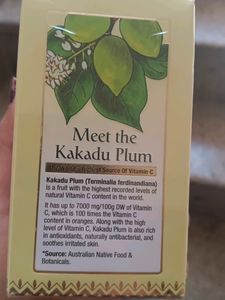 Meet the
Kakadu Plum
Source Of Vitamin C
Kakadu Plum (Terminalia ferdinandiana)
is a fruit with the highest recorded levels of
natural Vitamin C content in the world.
It has up to 7000 mg/100g DW of Vitamin
C, which is 100 times the Vitamin C
content in oranges. Along with the high
level of Vitamin C, Kakadu Plum is also rich
in antioxidants, naturally antibacterial, and
soothes irritated skin.
*Source: Australian Native Food &
Botanicals.